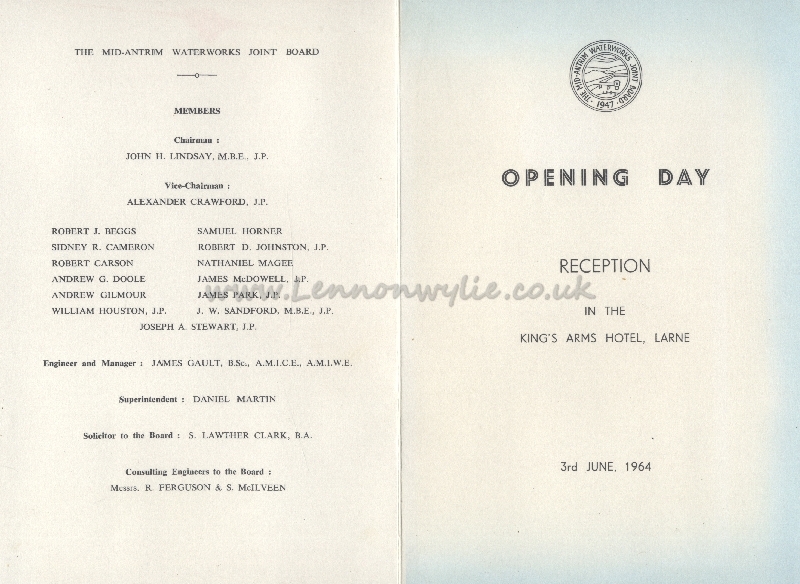 THE MID-ANTRIM WATERWORKS JOINT BOARD
MEMBERS
Chairman :
JOHN H. LINDSAY, M.B.E., J.P.
Vice-Chairman :
ALEXANDER CRAWFORD, J.P.
ROBERT J. BEGGS SAMUEL HORNER
SIDNEY R. CAMERON ROBERT D. JOHNSTON, J.P.
ROBERT CARSON NATHANIEL MAGEE
ANDREW G. DOOLE JAMES McDOWELL, J.P.
ANDREW GILMOUR JAMES PARK, J.P.
WILLIAM HOUSTON, J.P. J. W. SANDFORD, M.B.E., J.P.
JOSEPH A. STEWART, J.P.
Engineer and Manager : JAMES GAULT, B.Sc., A.M.I.C.E., A.M.I.W.E.
Superintendent : DANIEL MARTIN
Solicitor to the Board : S. LAWTHER CLARK, B.A.
Consulting Engineers to the Board :
Messrs. R. FERGUSON & S. McILVEEN
THE MID-ANTRIM WATERWORKS JOINT BOARD
1947
OPENING DAY
RECEPTION
IN THE
KING'S ARMS HOTEL, LARNE
3rd JUNE, 1964
www.Lennonwylie.co.uk